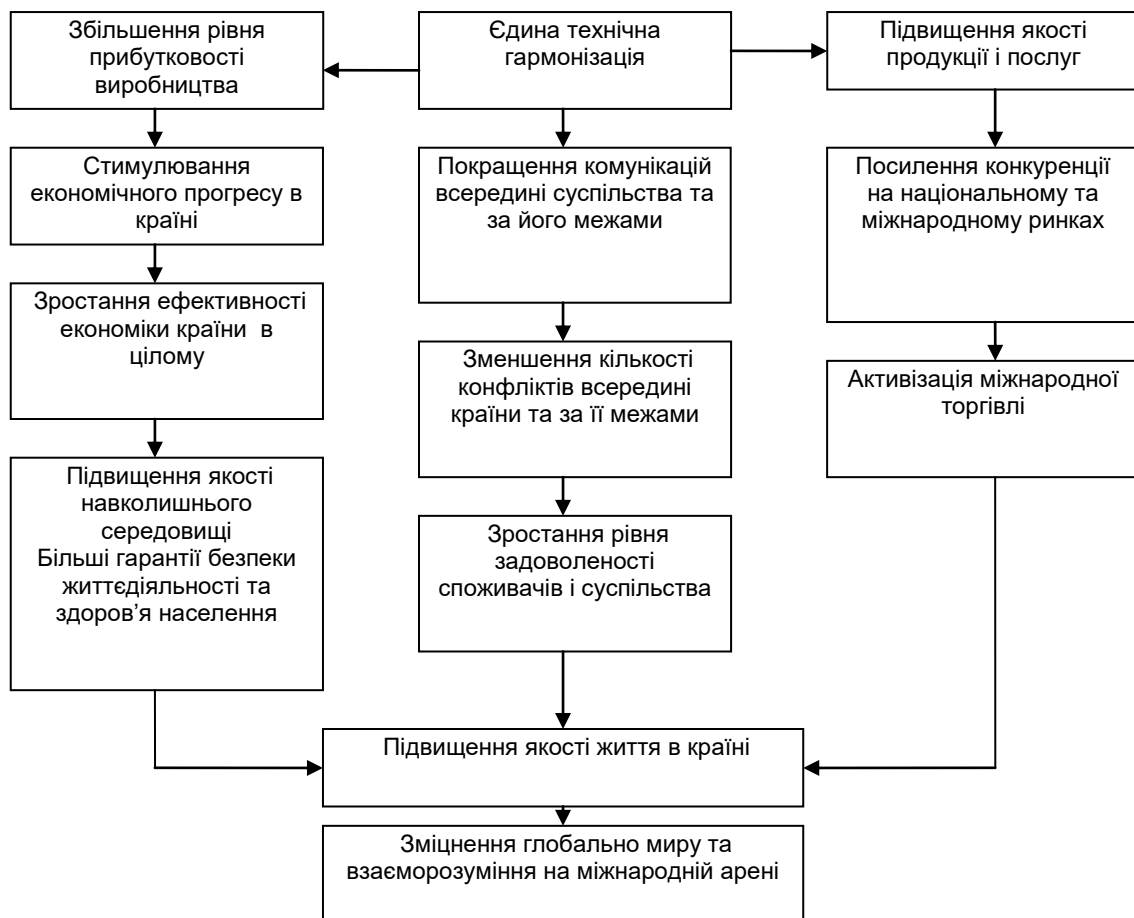 Збільшення рівня
прибутковості
виробництва
Єдина технічна
гармонізація
Підвищення якості
продукції і послуг
Стимулювання
економічного прогресу в
країні
Покращення комунікацій
всередині суспільства та
за його межами
Посилення конкуренції
на національному та
міжнародному ринках
Зростання ефективності
економіки країни в
цілому
Зменшення кількості
конфліктів всередині
країни та за її межами
Активізація міжнародної
торгівлі
Підвищення якості
навколишнього
середовищі
Більші гарантії безпеки
життєдіяльності та
здоров’я населення
Зростання рівня
задоволеності
споживачів і суспільства
Підвищення якості життя в країні
Зміцнення глобально миру та
взаєморозуміння на міжнародній арені